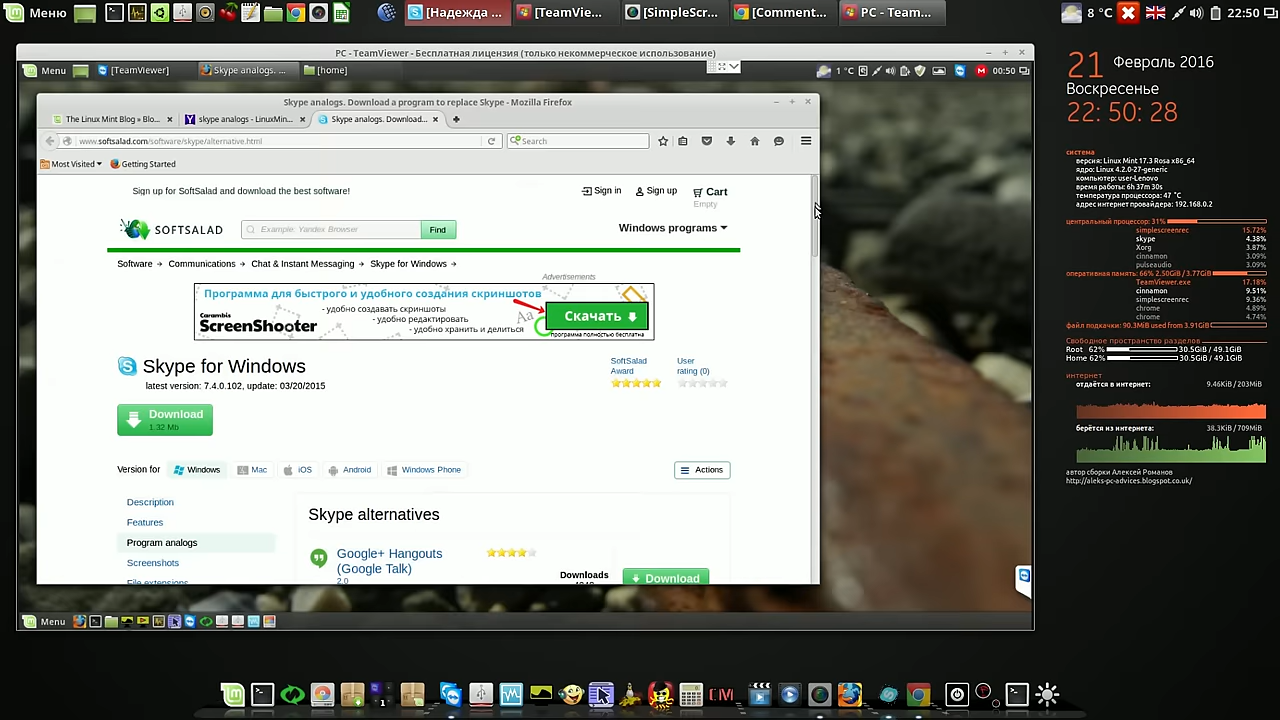 Меню
[Надежда ...
[TeamVie...
[SimpleScr...
[Comment...
PC - Team...
8 °C
22:50
PC - TeamViewer - Бесплатная лицензия (только некоммерческое использование)
Menu
[TeamViewer]
Skype analogs. ...
[home]
1 °C
00:50
Skype analogs. Download a program to replace Skype - Mozilla Firefox
The Linux Mint Blog » Blo...
skype analogs - LinuxMin...
Skype analogs. Download...
www.softsalad.com/software/skype/alternative.html
Search
Most Visited
Getting Started
Sign up for SoftSalad and download the best software!
Sign in
Sign up
Cart
Empty
SOFTSALAD
Example: Yandex Browser
Find
Windows programs
Software
Communications
Chat & Instant Messaging
Skype for Windows
Advertisements
Программа для быстрого и удобного создания скриншотов
Carambis
ScreenShooter
- удобно создавать скриншоты
- удобно редактировать
- удобно хранить и делиться
Aa
Скачать
программа полностью бесплатна
Skype for Windows
latest version: 7.4.0.102, update: 03/20/2015
SoftSalad Award
User rating (0)
Download
1.32 Mb
Version for
Windows
Mac
iOS
Android
Windows Phone
Actions
Description
Features
Program analogs
Screenshots
File extensions
Skype alternatives
Google+ Hangouts
(Google Talk)
2.0
Downloads
Download
Menu
21 Февраль 2016
Воскресенье
22: 50: 28
система
версия: Linux Mint 17.3 Rosa x86_64
ядро: Linux 4.2.0-27-generic
компьютер: user-Lenovo
время работы: 6h 37m 30s
температура процессора: 47 °C
адрес интернет провайдера: 192.168.0.2
центральный процессор: 31%
simplescreenrec 15.72%
skype 4.38%
Xorg 3.87%
cinnamon 3.09%
pulseaudio 3.09%
оперативная память: 66% 2.50GiB / 3.77GiB
TeamViewer.exe 17.18%
cinnamon 9.51%
simplescreenrec 9.36%
chrome 4.89%
chrome 4.74%
файл подкачки: 90.3MiB used from 3.91GiB
Свободное пространство разделов
Root 62% 30.5GiB / 49.1GiB
Home 62% 30.5GiB / 49.1GiB
интернет
отдаётся в интернет: 9.46KiB / 203MiB
берётся из интернета: 38.3KiB / 709MiB
автор сборки Алексей Романов
http://aleks-pc-advices.blogspot.co.uk/